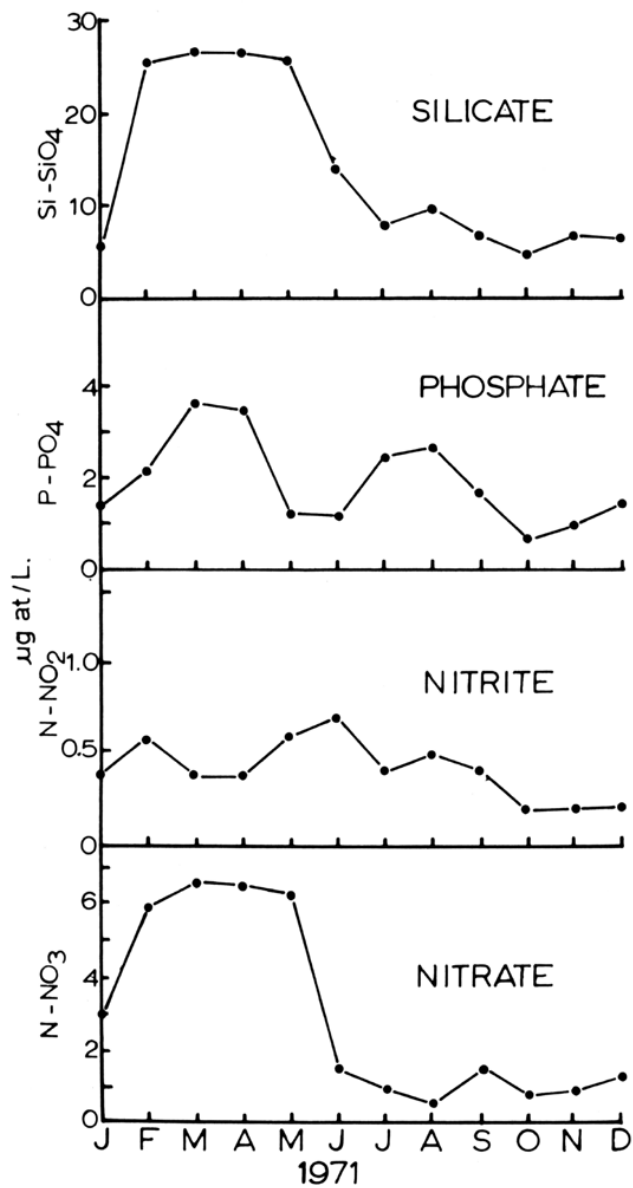 30
20
10
0
Si-SiO4
SILICATE
4
2
0
P-PO4
PHOSPHATE
µg at/L.
1.0
0.5
0
N-NO2
NITRITE
6
4
2
0
N-NO3
NITRATE
J F M A M J J A S O N D
1971